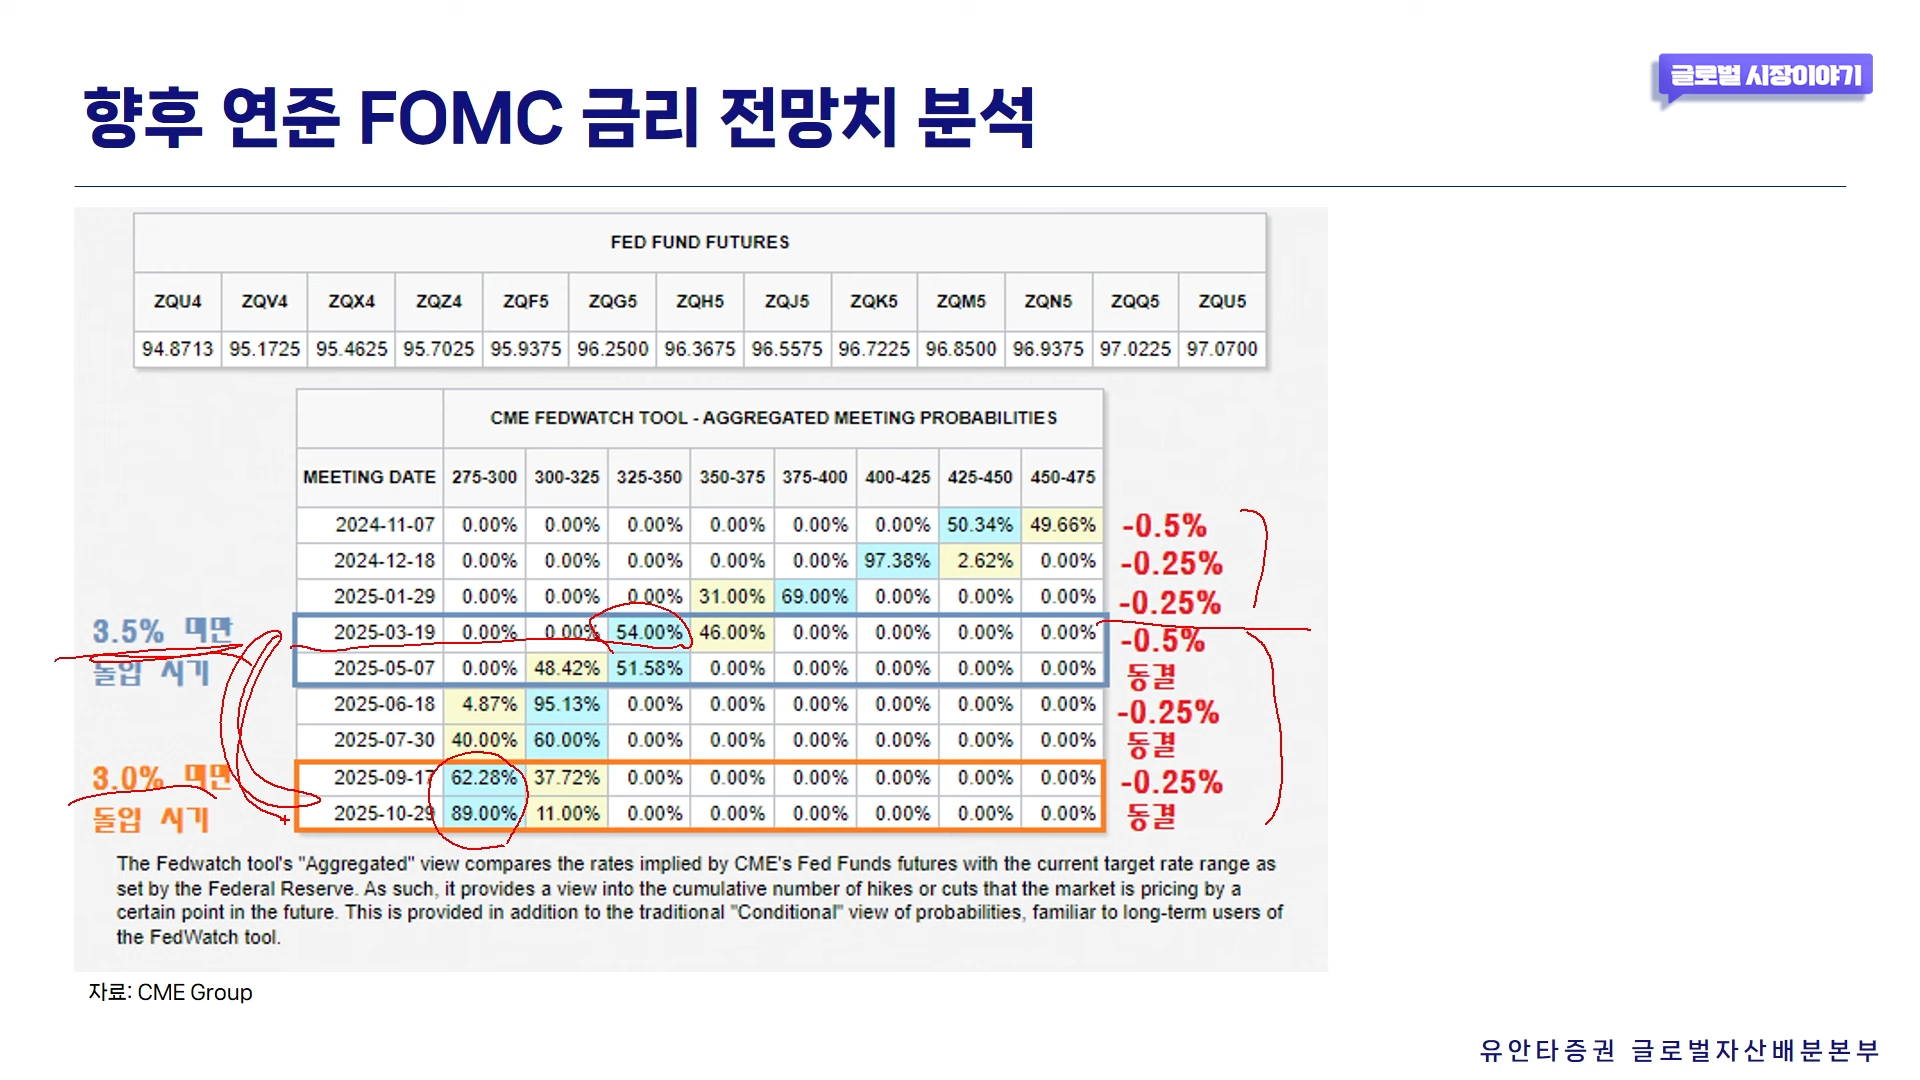 글로벌 시장이야기
향후 연준 FOMC 금리 전망치 분석
FED FUND FUTURES
ZQU4 ZQV4 ZQX4 ZQZ4 ZQF5 ZQG5 ZQH5 ZQJ5 ZQK5 ZQM5 ZQN5 ZQQ5 ZQU5
94.8713 95.1725 95.4625 95.7025 95.9375 96.2500 96.3675 96.5575 96.7225 96.8500 96.9375 97.0225 97.0700
CME FEDWATCH TOOL - AGGREGATED MEETING PROBABILITIES
MEETING DATE 275-300 300-325 325-350 350-375 375-400 400-425 425-450 450-475
2024-11-07 0.00% 0.00% 0.00% 0.00% 0.00% 0.00% 50.34% 49.66% -0.5%
2024-12-18 0.00% 0.00% 0.00% 0.00% 0.00% 97.38% 2.62% 0.00% -0.25%
2025-01-29 0.00% 0.00% 0.00% 31.00% 69.00% 0.00% 0.00% 0.00% -0.25%
3.5% 미만 2025-03-19 0.00% 0.00% 54.00% 46.00% 0.00% 0.00% 0.00% 0.00% -0.5%
돌입 시기 2025-05-07 0.00% 48.42% 51.58% 0.00% 0.00% 0.00% 0.00% 0.00% 동결
2025-06-18 4.87% 95.13% 0.00% 0.00% 0.00% 0.00% 0.00% 0.00% -0.25%
2025-07-30 40.00% 60.00% 0.00% 0.00% 0.00% 0.00% 0.00% 0.00% 동결
3.0% 미만 2025-09-17 62.28% 37.72% 0.00% 0.00% 0.00% 0.00% 0.00% 0.00% -0.25%
돌입 시기 2025-10-29 89.00% 11.00% 0.00% 0.00% 0.00% 0.00% 0.00% 0.00% 동결
The Fedwatch tool's "Aggregated" view compares the rates implied by CME's Fed Funds futures with the current target rate range as
set by the Federal Reserve. As such, it provides a view into the cumulative number of hikes or cuts that the market is pricing by a
certain point in the future. This is provided in addition to the traditional "Conditional" view of probabilities, familiar to long-term users of
the FedWatch tool.
자료: CME Group
유안타증권 글로벌자산배분본부